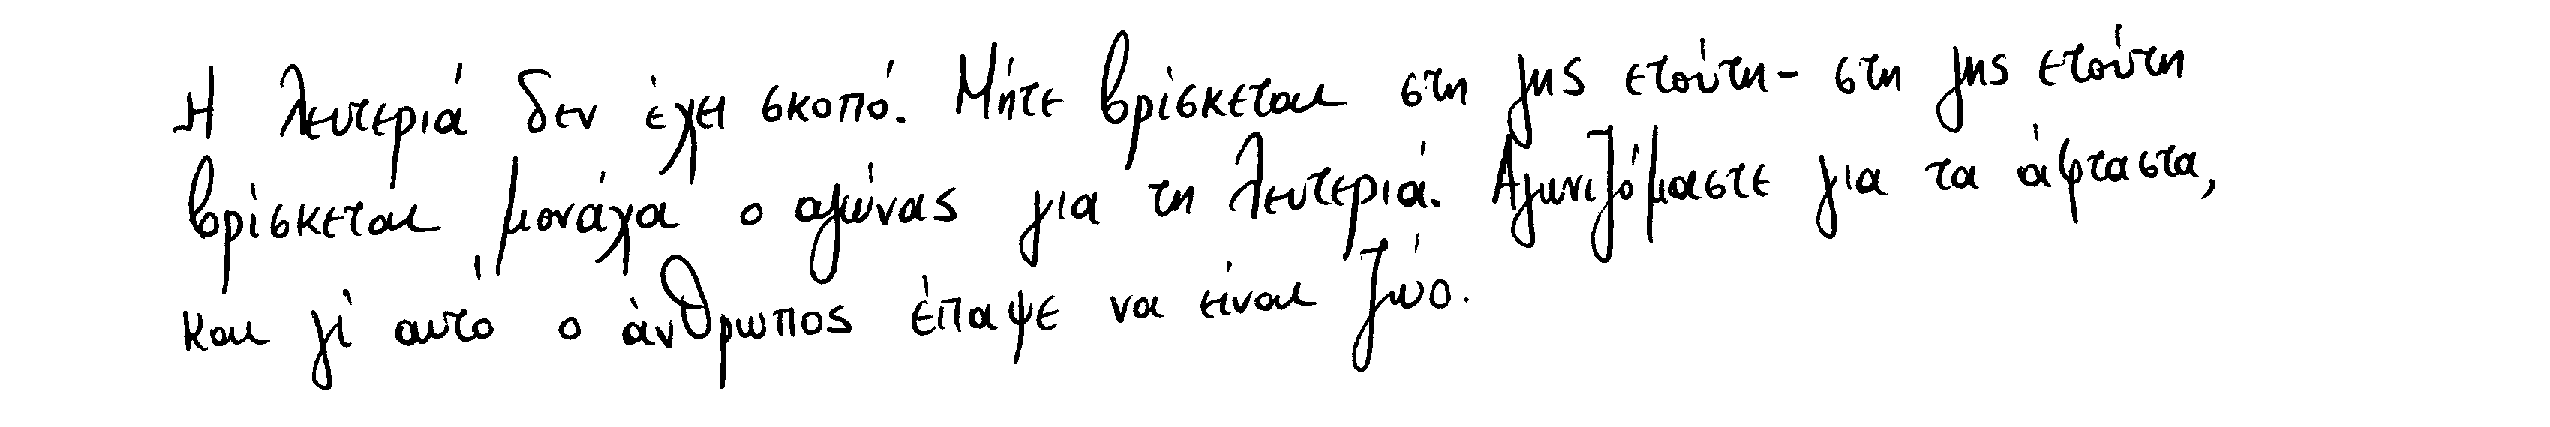 Η λευτεριά δεν έχει σκοπό. Μήτε βρίσκεται στη γης ετούτη- στη γης ετούτη
βρίσκεται μονάχα ο αγώνας για τη λευτεριά. Αγωνιζόμαστε για τα άφταστα,
και γι' αυτό ο άνθρωπος έπαψε να είναι ζώο.